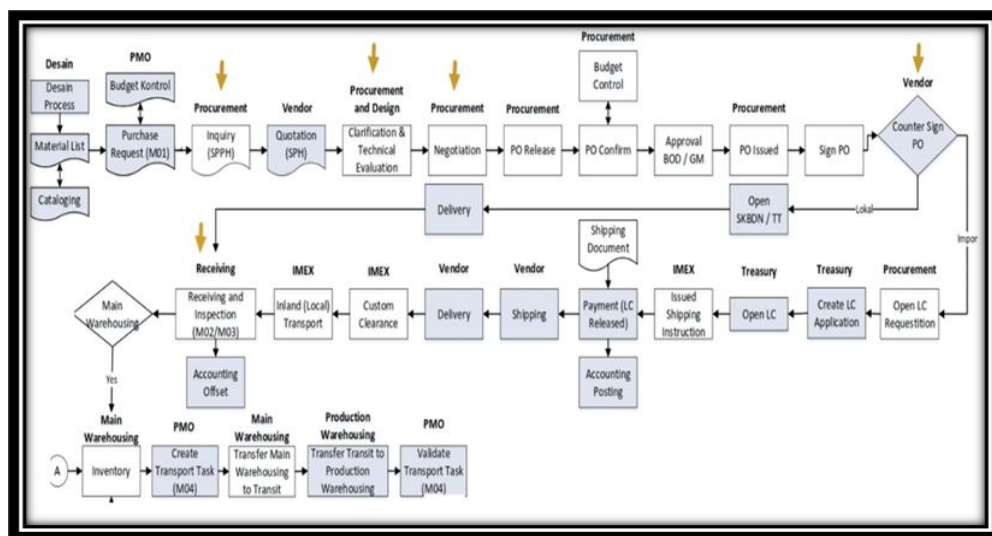 Desain
Desain
Process
Material List
Cataloging
PMO
Budget Kontrol
Purchase
Request (M01)
Procurement
Inquiry
(SPPH)
Vendor
Quotation
(SPH)
Procurement
and Design
Clarification &
Technical
Evaluation
Procurement
Negotiation
Procurement
PO Release
Procurement
Budget
Control
PO Confirm
Approval
BOD / GM
Procurement
PO Issued
Sign PO
Vendor
Counter Sign
PO
Lokal
Impor
Open
SKBDN / TT
Delivery
Procurement
Open LC
Requestition
Treasury
Create LC
Application
Treasury
Open LC
IMEX
Issued
Shipping
Instruction
Shipping
Document
Payment (LC
Released)
Accounting
Posting
Vendor
Shipping
Vendor
Delivery
IMEX
Custom
Clearance
IMEX
Inland (Local)
Transport
Receiving
Receiving and
Inspection
(M02/M03)
Accounting
Offset
Main
Warehousing
Yes
A
Main
Warehousing
Inventory
PMO
Create
Transport Task
(M04)
Main
Warehousing
Transfer Main
Warehousing
to Transit
Production
Warehousing
Transfer Transit to
Production
Warehousing
PMO
Validate
Transport Task
(M04)